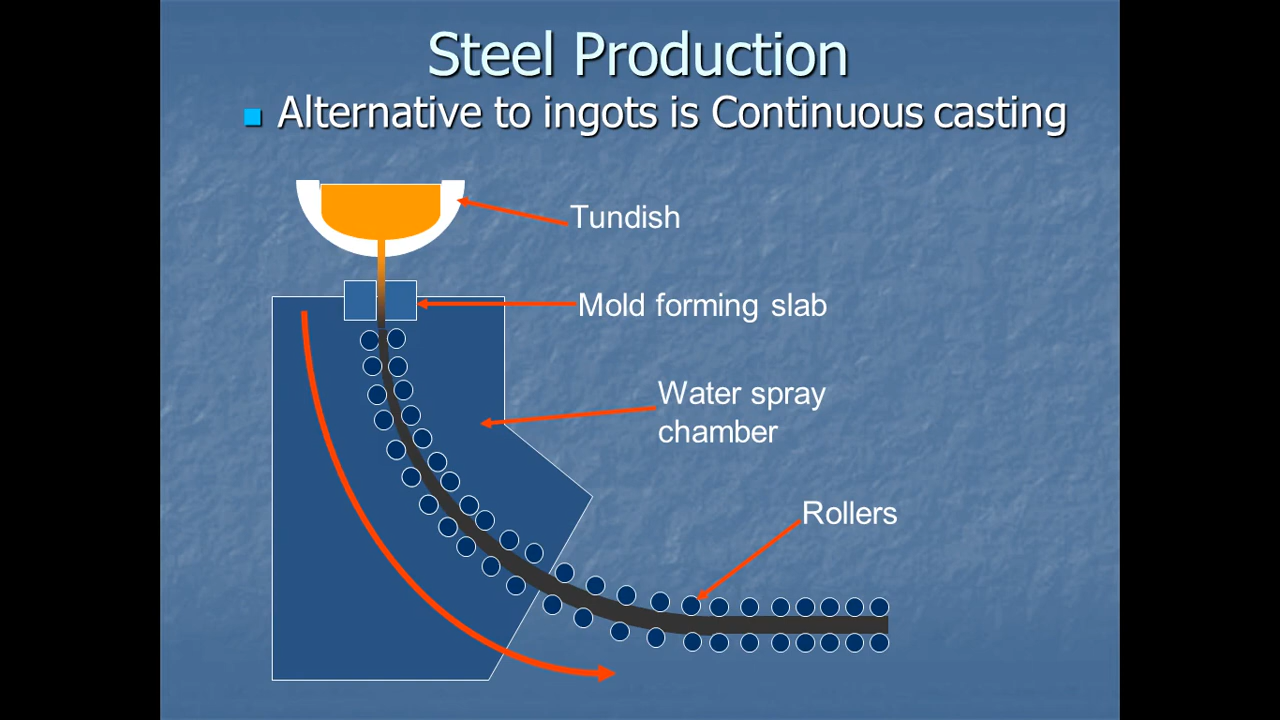 Steel Production
Alternative to ingots is Continuous casting
Tundish
Mold forming slab
Water spray
chamber
Rollers